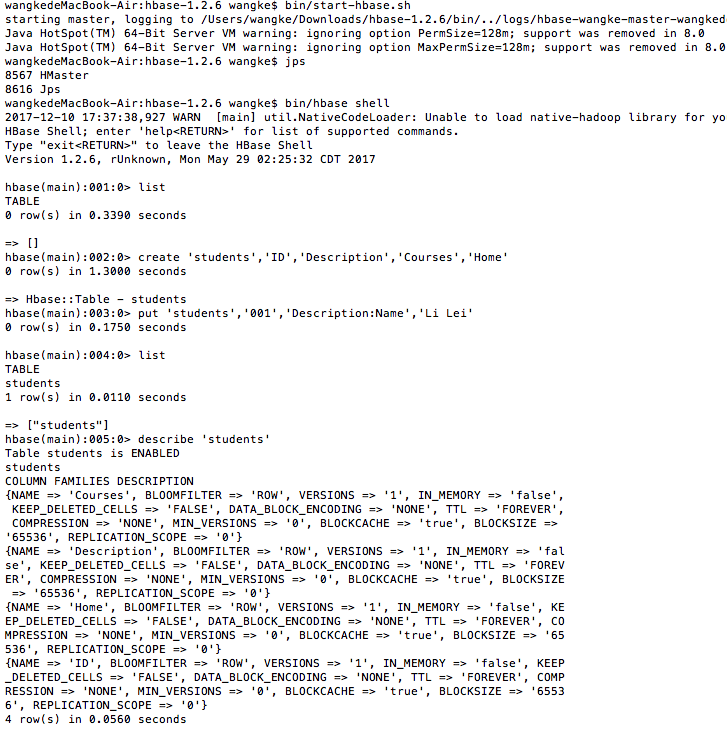 wangkedeMacBook-Air:hbase-1.2.6 wangke$ bin/start-hbase.sh
starting master, logging to /Users/wangke/Downloads/hbase-1.2.6/bin/../logs/hbase-wangke-master-wangked
Java HotSpot(TM) 64-Bit Server VM warning: ignoring option PermSize=128m; support was removed in 8.0
Java HotSpot(TM) 64-Bit Server VM warning: ignoring option MaxPermSize=128m; support was removed in 8.0
wangkedeMacBook-Air:hbase-1.2.6 wangke$ jps
8567 HMaster
8616 Jps
wangkedeMacBook-Air:hbase-1.2.6 wangke$ bin/hbase shell
2017-12-10 17:37:38,927 WARN  [main] util.NativeCodeLoader: Unable to load native-hadoop library for yo
HBase Shell; enter 'help<RETURN>' for list of supported commands.
Type "exit<RETURN>" to leave the HBase Shell
Version 1.2.6, rUnknown, Mon May 29 02:25:32 CDT 2017
hbase(main):001:0> list
TABLE
0 row(s) in 0.3390 seconds
=> []
hbase(main):002:0> create 'students','ID','Description','Courses','Home'
0 row(s) in 1.3000 seconds
=> Hbase::Table - students
hbase(main):003:0> put 'students','001','Description:Name','Li Lei'
0 row(s) in 0.1750 seconds
hbase(main):004:0> list
TABLE
students
1 row(s) in 0.0110 seconds
=> ["students"]
hbase(main):005:0> describe 'students'
Table students is ENABLED
students
COLUMN FAMILIES DESCRIPTION
{NAME => 'Courses', BLOOMFILTER => 'ROW', VERSIONS => '1', IN_MEMORY => 'false',
 KEEP_DELETED_CELLS => 'FALSE', DATA_BLOCK_ENCODING => 'NONE', TTL => 'FOREVER',
 COMPRESSION => 'NONE', MIN_VERSIONS => '0', BLOCKCACHE => 'true', BLOCKSIZE =>
'65536', REPLICATION_SCOPE => '0'}
{NAME => 'Description', BLOOMFILTER => 'ROW', VERSIONS => '1', IN_MEMORY => 'fal
se', KEEP_DELETED_CELLS => 'FALSE', DATA_BLOCK_ENCODING => 'NONE', TTL => 'FOREV
ER', COMPRESSION => 'NONE', MIN_VERSIONS => '0', BLOCKCACHE => 'true', BLOCKSIZE
 => '65536', REPLICATION_SCOPE => '0'}
{NAME => 'Home', BLOOMFILTER => 'ROW', VERSIONS => '1', IN_MEMORY => 'false', KE
EP_DELETED_CELLS => 'FALSE', DATA_BLOCK_ENCODING => 'NONE', TTL => 'FOREVER', CO
MPRESSION => 'NONE', MIN_VERSIONS => '0', BLOCKCACHE => 'true', BLOCKSIZE => '65
536', REPLICATION_SCOPE => '0'}
{NAME => 'ID', BLOOMFILTER => 'ROW', VERSIONS => '1', IN_MEMORY => 'false', KEEP
_DELETED_CELLS => 'FALSE', DATA_BLOCK_ENCODING => 'NONE', TTL => 'FOREVER', COMP
RESSION => 'NONE', MIN_VERSIONS => '0', BLOCKCACHE => 'true', BLOCKSIZE => '6553
6', REPLICATION_SCOPE => '0'}
4 row(s) in 0.0560 seconds